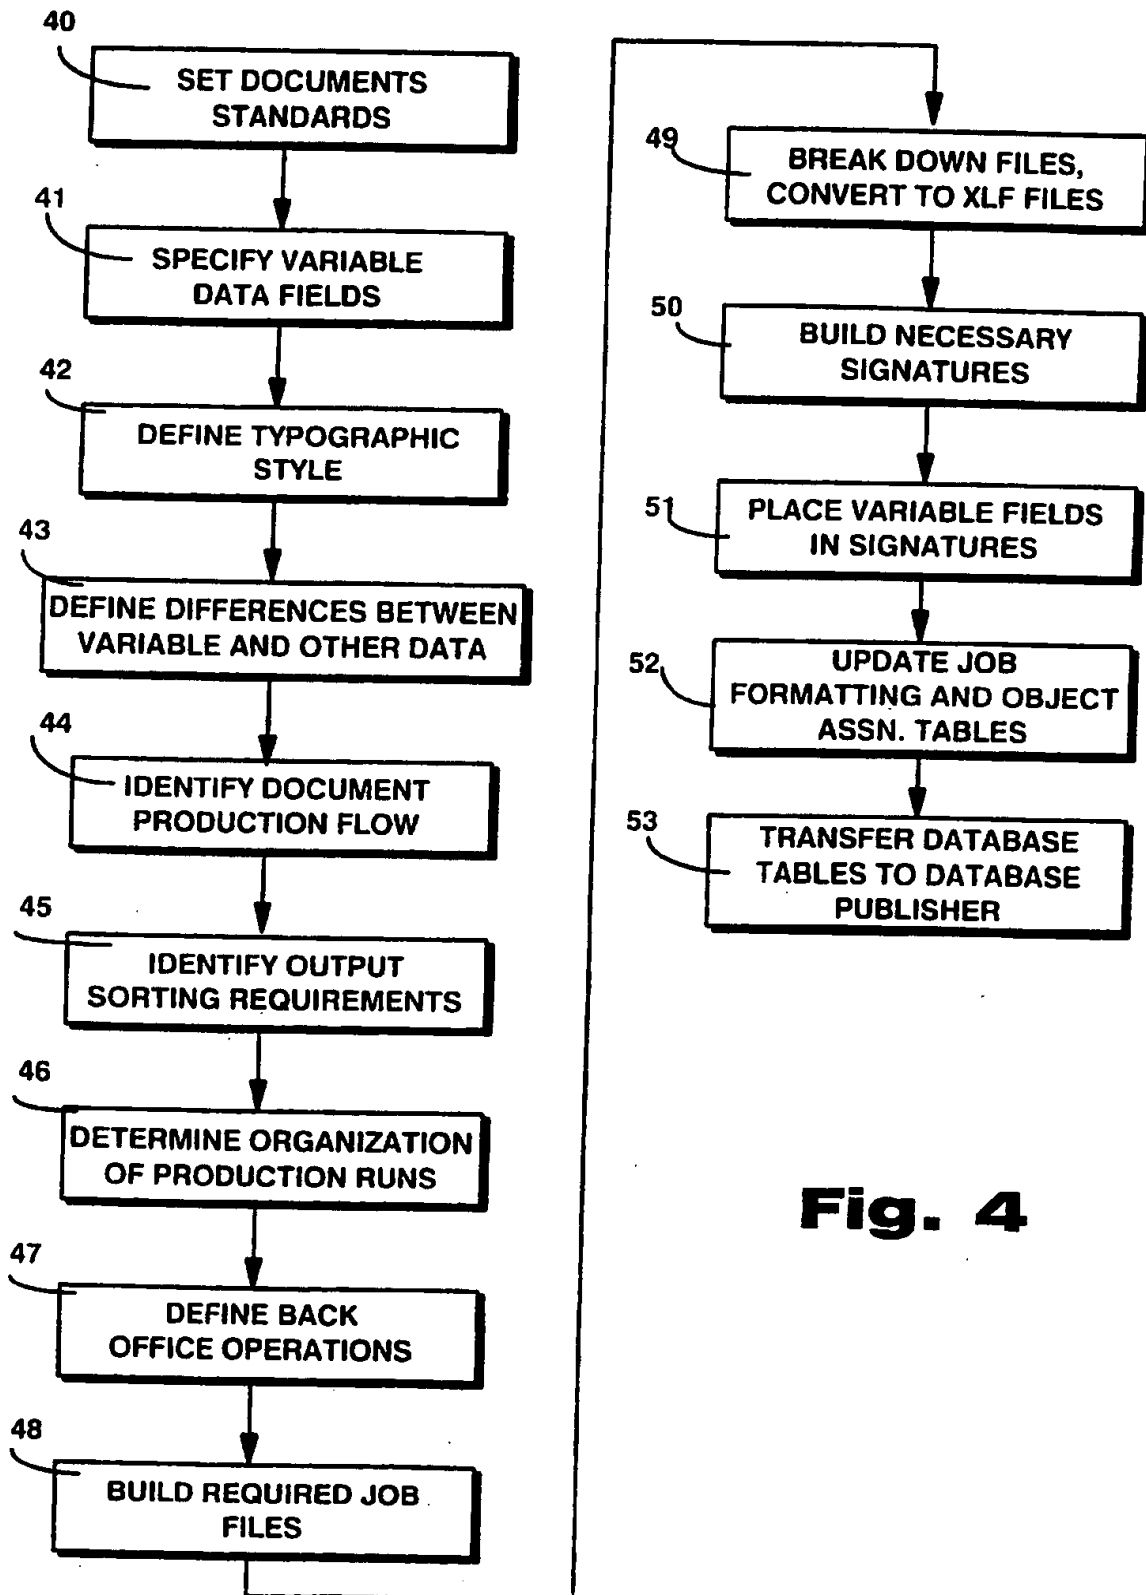 40
SET DOCUMENTS
STANDARDS
41
SPECIFY VARIABLE
DATA FIELDS
42
DEFINE TYPOGRAPHIC
STYLE
43
DEFINE DIFFERENCES BETWEEN
VARIABLE AND OTHER DATA
44
IDENTIFY DOCUMENT
PRODUCTION FLOW
45
IDENTIFY OUTPUT
SORTING REQUIREMENTS
46
DETERMINE ORGANIZATION
OF PRODUCTION RUNS
47
DEFINE BACK
OFFICE OPERATIONS
48
BUILD REQUIRED JOB
FILES
49
BREAK DOWN FILES,
CONVERT TO XLF FILES
50
BUILD NECESSARY
SIGNATURES
51
PLACE VARIABLE FIELDS
IN SIGNATURES
52
UPDATE JOB
FORMATTING AND OBJECT
ASSN. TABLES
53
TRANSFER DATABASE
TABLES TO DATABASE
PUBLISHER
Fig. 4